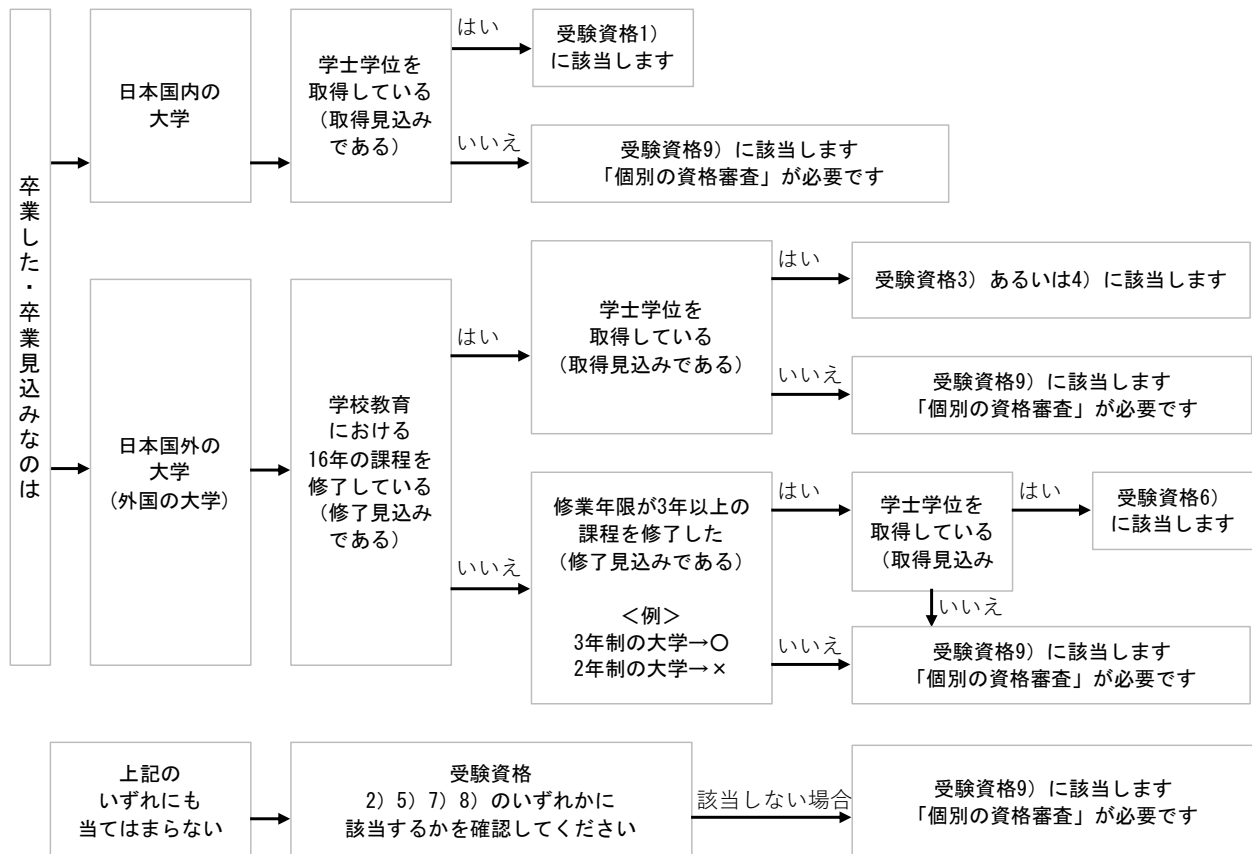 卒業した・卒業見込みなのは
日本国内の
大学
学士学位を
取得している
（取得見込み
である）
はい
受験資格1）
に該当します
いいえ
受験資格9）に該当します
「個別の資格審査」が必要です
日本国外の
大学
（外国の大学）
学校教育
における
16年の課程を
修了している
（修了見込み
である）
はい
学士学位を
取得している
（取得見込みである）
はい
受験資格3）あるいは4）に該当します
いいえ
受験資格9）に該当します
「個別の資格審査」が必要です
いいえ
修業年限が3年以上の
課程を修了した
（修了見込みである）
＜例＞
3年制の大学→〇
2年制の大学→×
はい
学士学位を
取得している
（取得見込み
はい
受験資格6）
に該当します
いいえ
いいえ
受験資格9）に該当します
「個別の資格審査」が必要です
上記の
いずれにも
当てはまらない
受験資格
2）5）7）8）のいずれかに
該当するかを確認してください
該当しない場合
受験資格9）に該当します
「個別の資格審査」が必要です